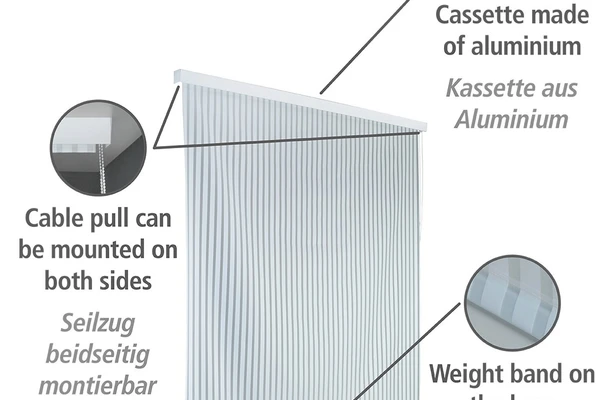 Cassette made
of aluminium
Kassette aus
Aluminium
Cable pull can
be mounted on
both sides
Seilzug
beidseitig
montierbar
Weight band on